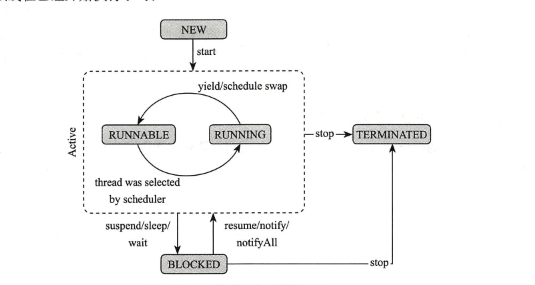 NEW
start
yield/schedule swap
RUNNABLE
RUNNING
stop
TERMINATED
Active
thread was selected
by scheduler
suspend/sleep/
wait
resume/notify/
notifyAll
BLOCKED
stop